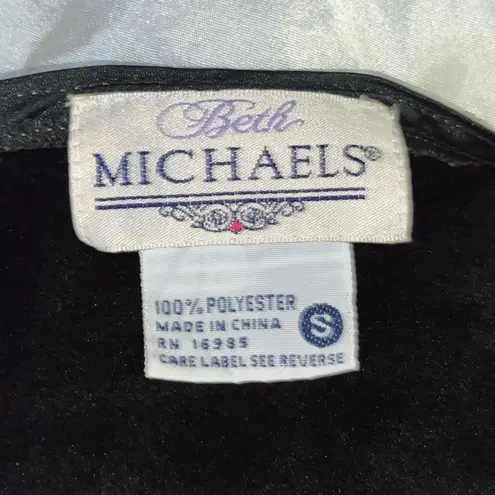 Beth
MICHAELS®
100% POLYESTER
MADE IN CHINA
RN 16985
CARE LABEL SEE REVERSE
S